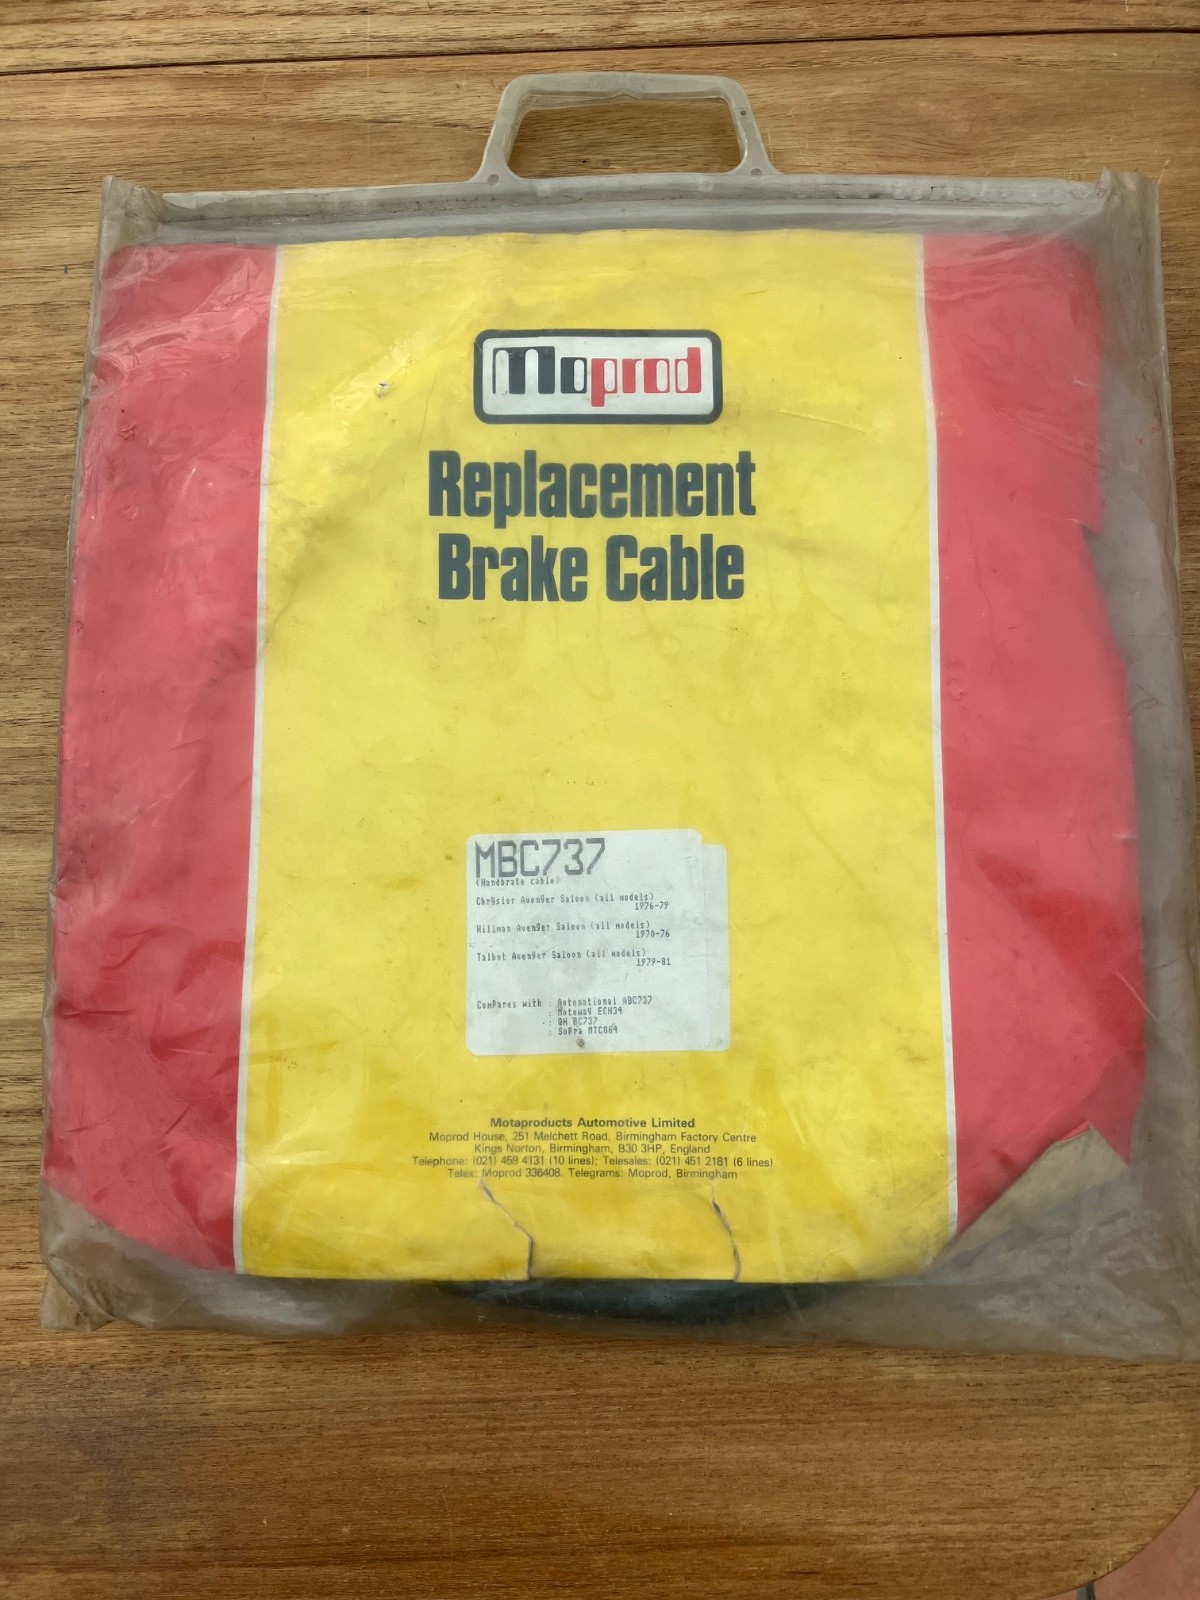 Moprod
Replacement
Brake Cable
MBC737
(Handbrake cable)
Chrysler Avenger Saloon (all models)
1976-79
Hillman Avenger Saloon (all models)
1970-76
Talbot Avenger Saloon (all models)
1979-81
Compares with : Automational ABC737
: Motoway ECH34
: QH BC737
: Supra MTC864
Motaproducts Automotive Limited
Moprod House, 251 Melchett Road, Birmingham Factory Centre
Kings Norton, Birmingham, B30 3HP, England
Telephone: (021) 459 4131 (10 lines); Telesales: (021) 451 2181 (6 lines)
Telex: Moprod 336408. Telegrams: Moprod, Birmingham